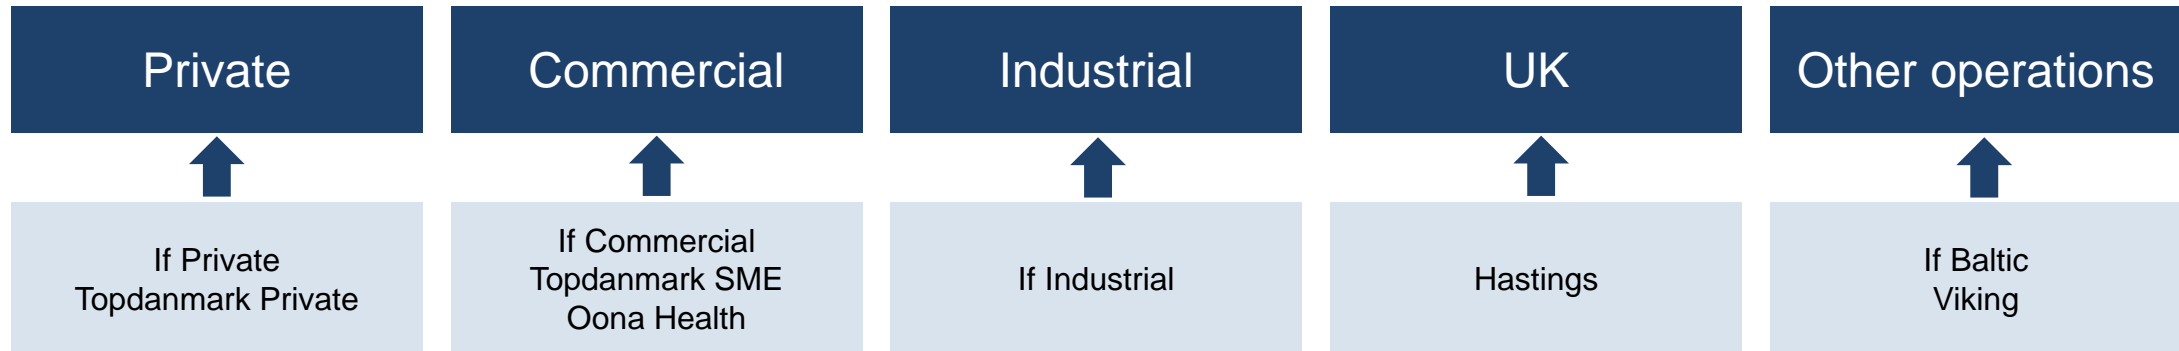 Private
Commercial
Industrial
UK
Other operations
If Private
Topdanmark Private
If Commercial
Topdanmark SME
Oona Health
If Industrial
Hastings
If Baltic
Viking